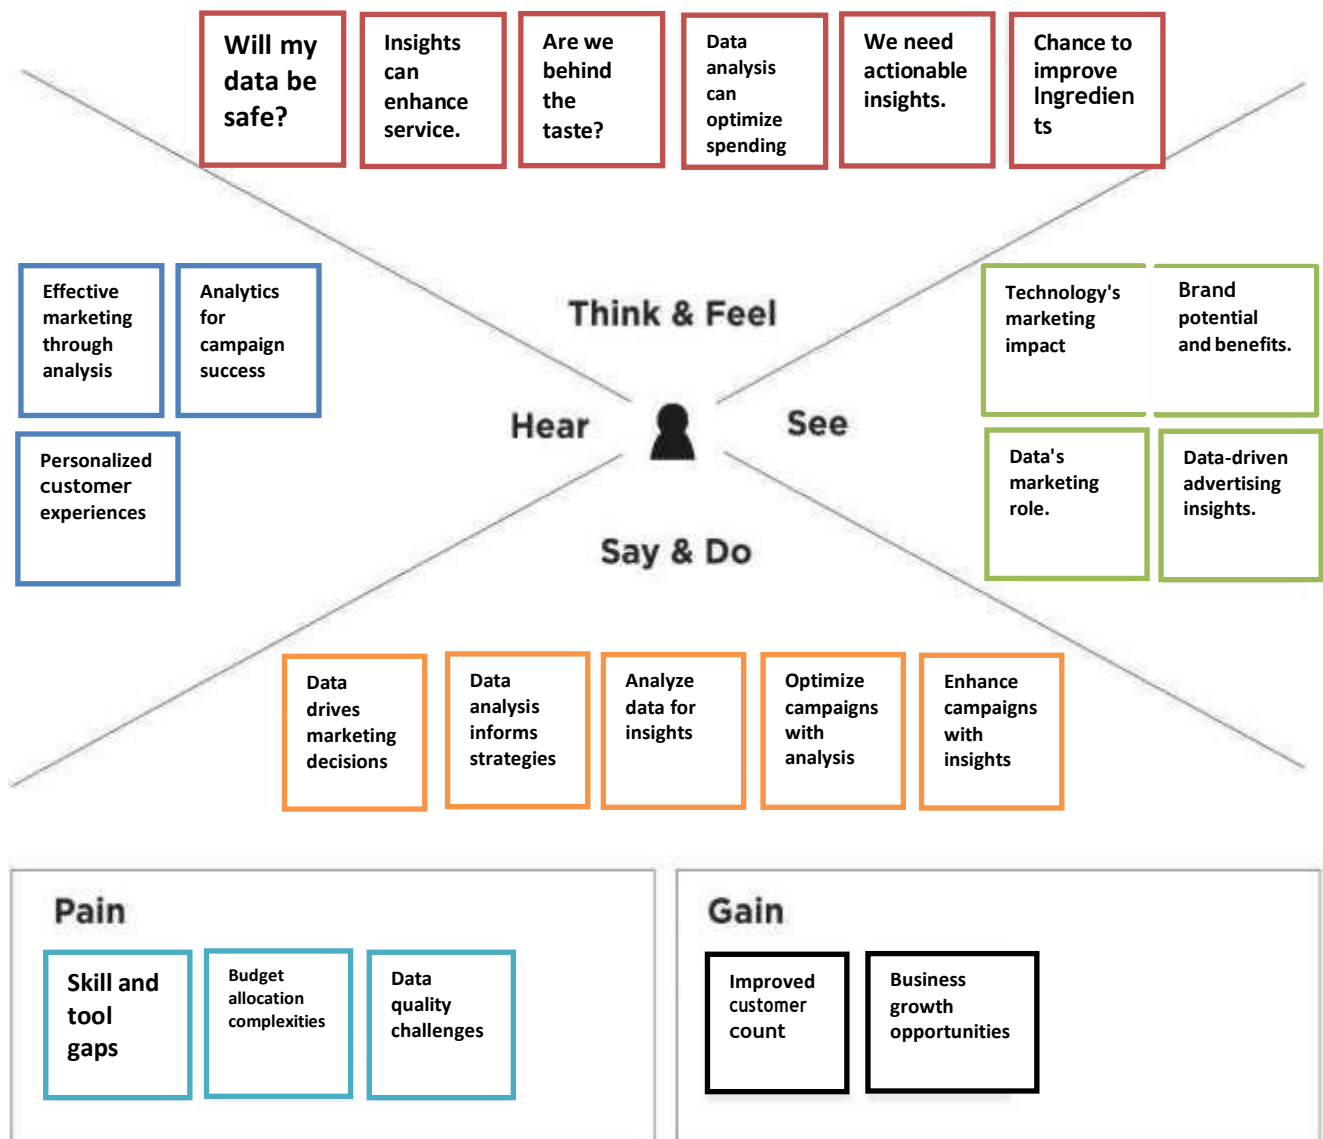 Will my
data be
safe?
Insights
can
enhance
service.
Are we
behind
the
taste?
Data
analysis
can
optimize
spending
We need
actionable
insights.
Chance to
improve
Ingredien
ts
Think & Feel
Effective
marketing
through
analysis
Analytics
for
campaign
success
Personalized
customer
experiences
Hear
See
Technology's
marketing
impact
Brand
potential
and benefits.
Data's
marketing
role.
Data-driven
advertising
insights.
Say & Do
Data
drives
marketing
decisions
Data
analysis
informs
strategies
Analyze
data for
insights
Optimize
campaigns
with
analysis
Enhance
campaigns
with
insights
Pain
Skill and
tool
gaps
Budget
allocation
complexities
Data
quality
challenges
Gain
Improved
customer
count
Business
growth
opportunities